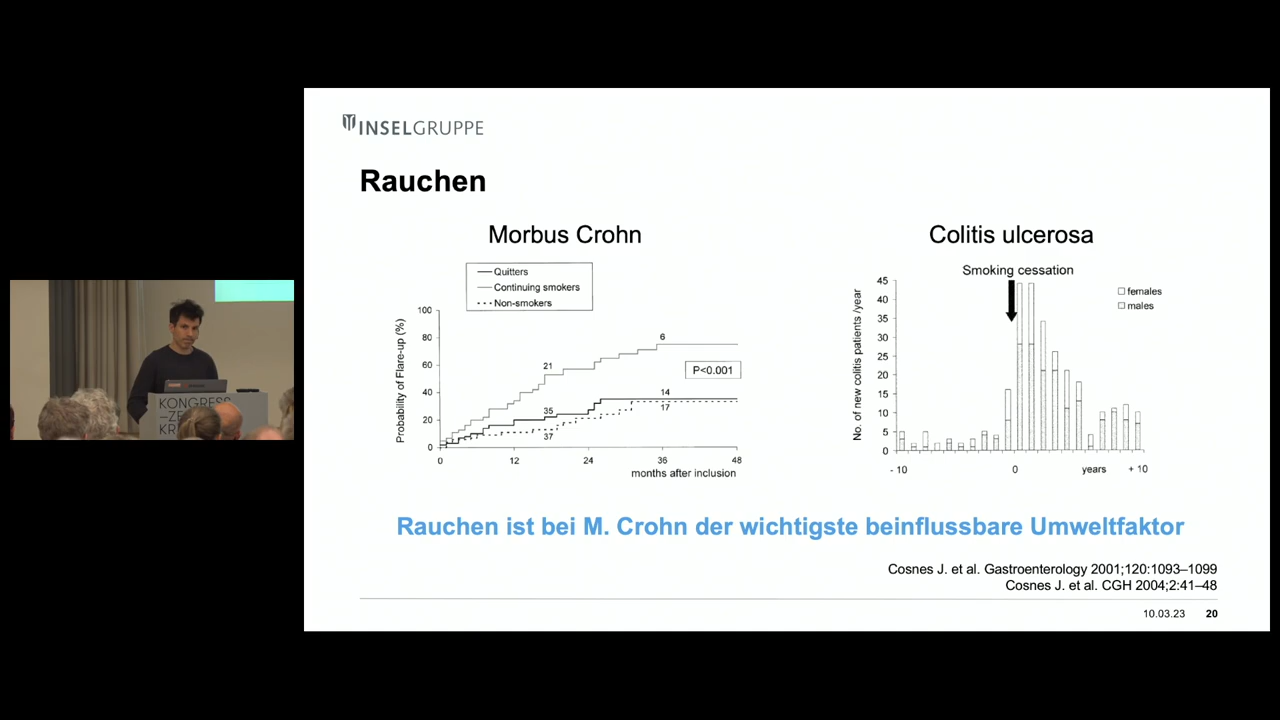 INSELGRUPPE
Rauchen
Morbus Crohn
Quitters
Continuing smokers
Non-smokers
Probability of Flare-up (%)
100
80
60
40
20
0
21
6
P<0.001
35
14
37
17
0
12
24
36
48
months after inclusion
Colitis ulcerosa
Smoking cessation
females
males
No. of new colitis patients /year
45
40
35
30
25
20
15
10
5
0
- 10
0
years
+ 10
Rauchen ist bei M. Crohn der wichtigste beinflussbare Umweltfaktor
Cosnes J. et al. Gastroenterology 2001;120:1093–1099
Cosnes J. et al. CGH 2004;2:41–48
10.03.23
20
KONGRESS